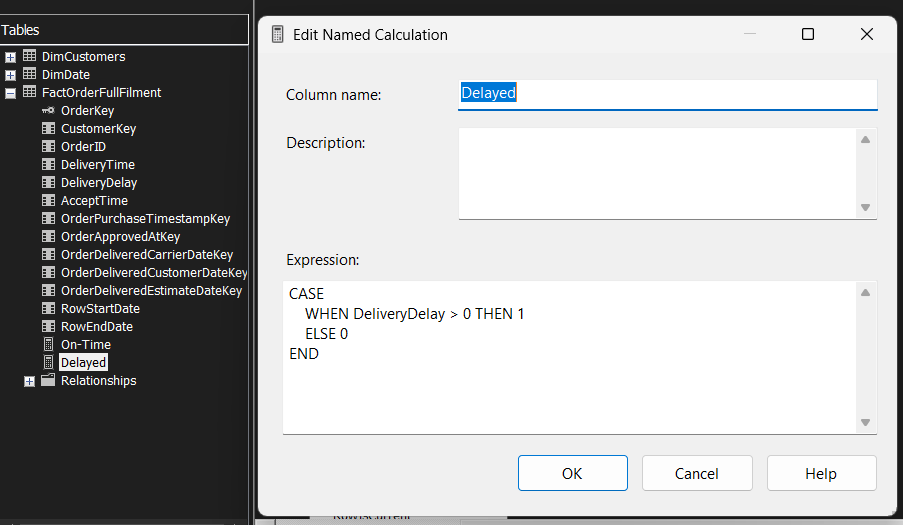 Tables
DimCustomers
DimDate
FactOrderFullFilment
OrderKey
CustomerKey
OrderID
DeliveryTime
DeliveryDelay
AcceptTime
OrderPurchaseTimestampKey
OrderApprovedAtKey
OrderDeliveredCarrierDateKey
OrderDeliveredCustomerDateKey
OrderDeliveredEstimateDateKey
RowStartDate
RowEndDate
On-Time
Delayed
Relationships
Edit Named Calculation
Column name:
Delayed
Description:
Expression:
CASE
WHEN DeliveryDelay > 0 THEN 1
ELSE 0
END
OK
Cancel
Help
RowIsCurrent